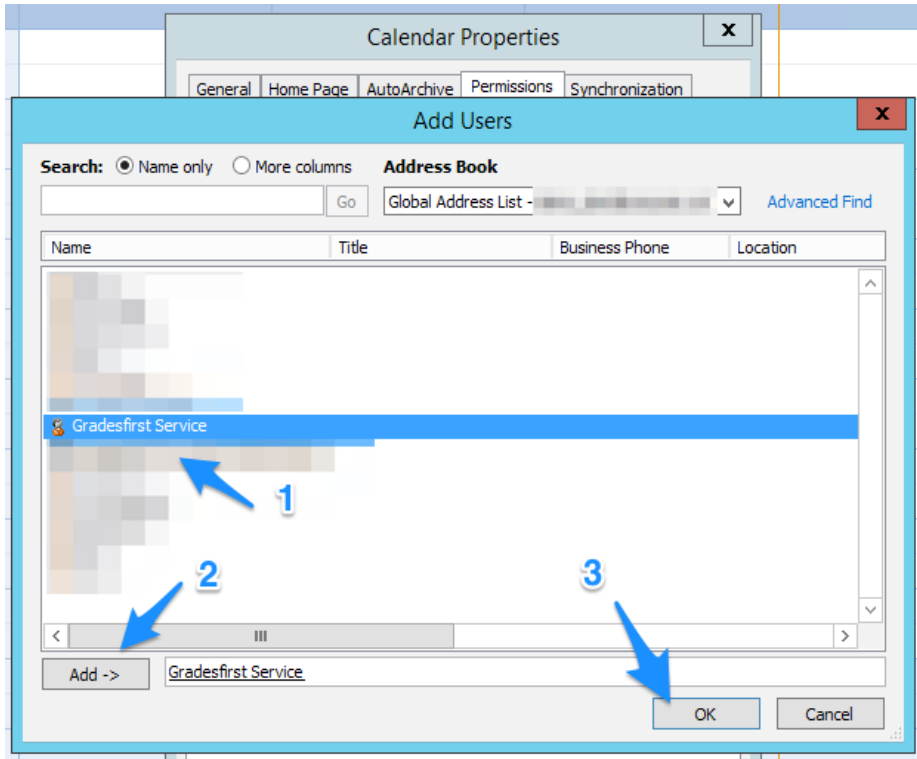 Calendar Properties
x
General Home Page AutoArchive Permissions Synchronization
Add Users
x
Search: Name only More columns Address Book
Go Global Address List - Advanced Find
Name Title Business Phone Location
Gradesfirst Service
1
2
3
Add -> Gradesfirst Service
OK Cancel